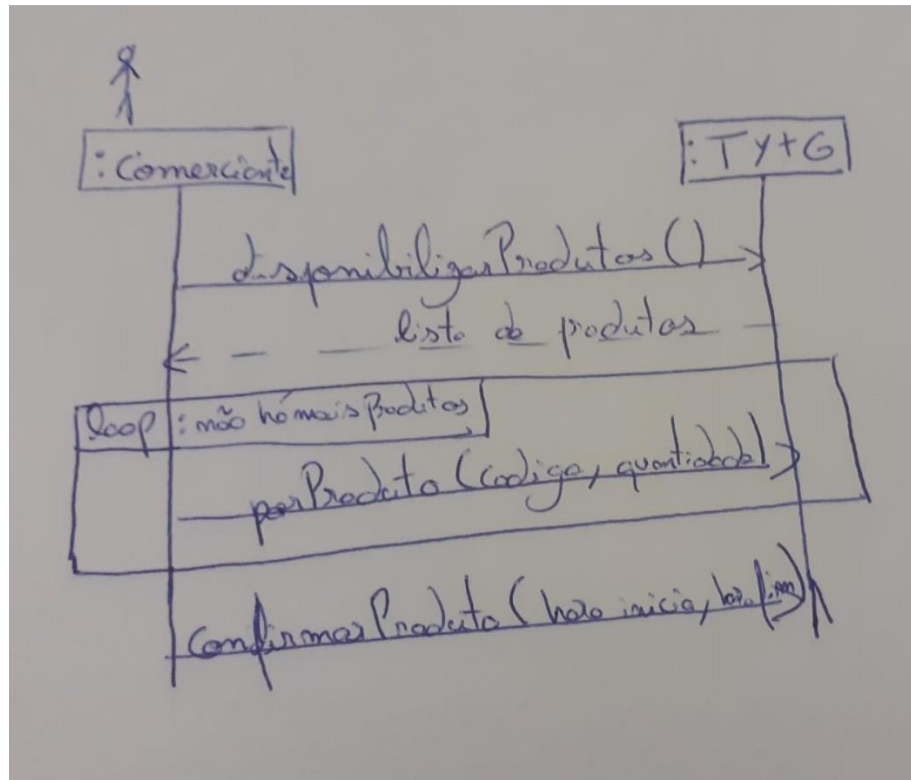 :Comerciante
:TY+G
disponibilizarProdutos()
lista de produtos
loop :não há mais Produtos
porProduto(codigo, quantidade)
confirmarProduto(hora inicio, hora fim)